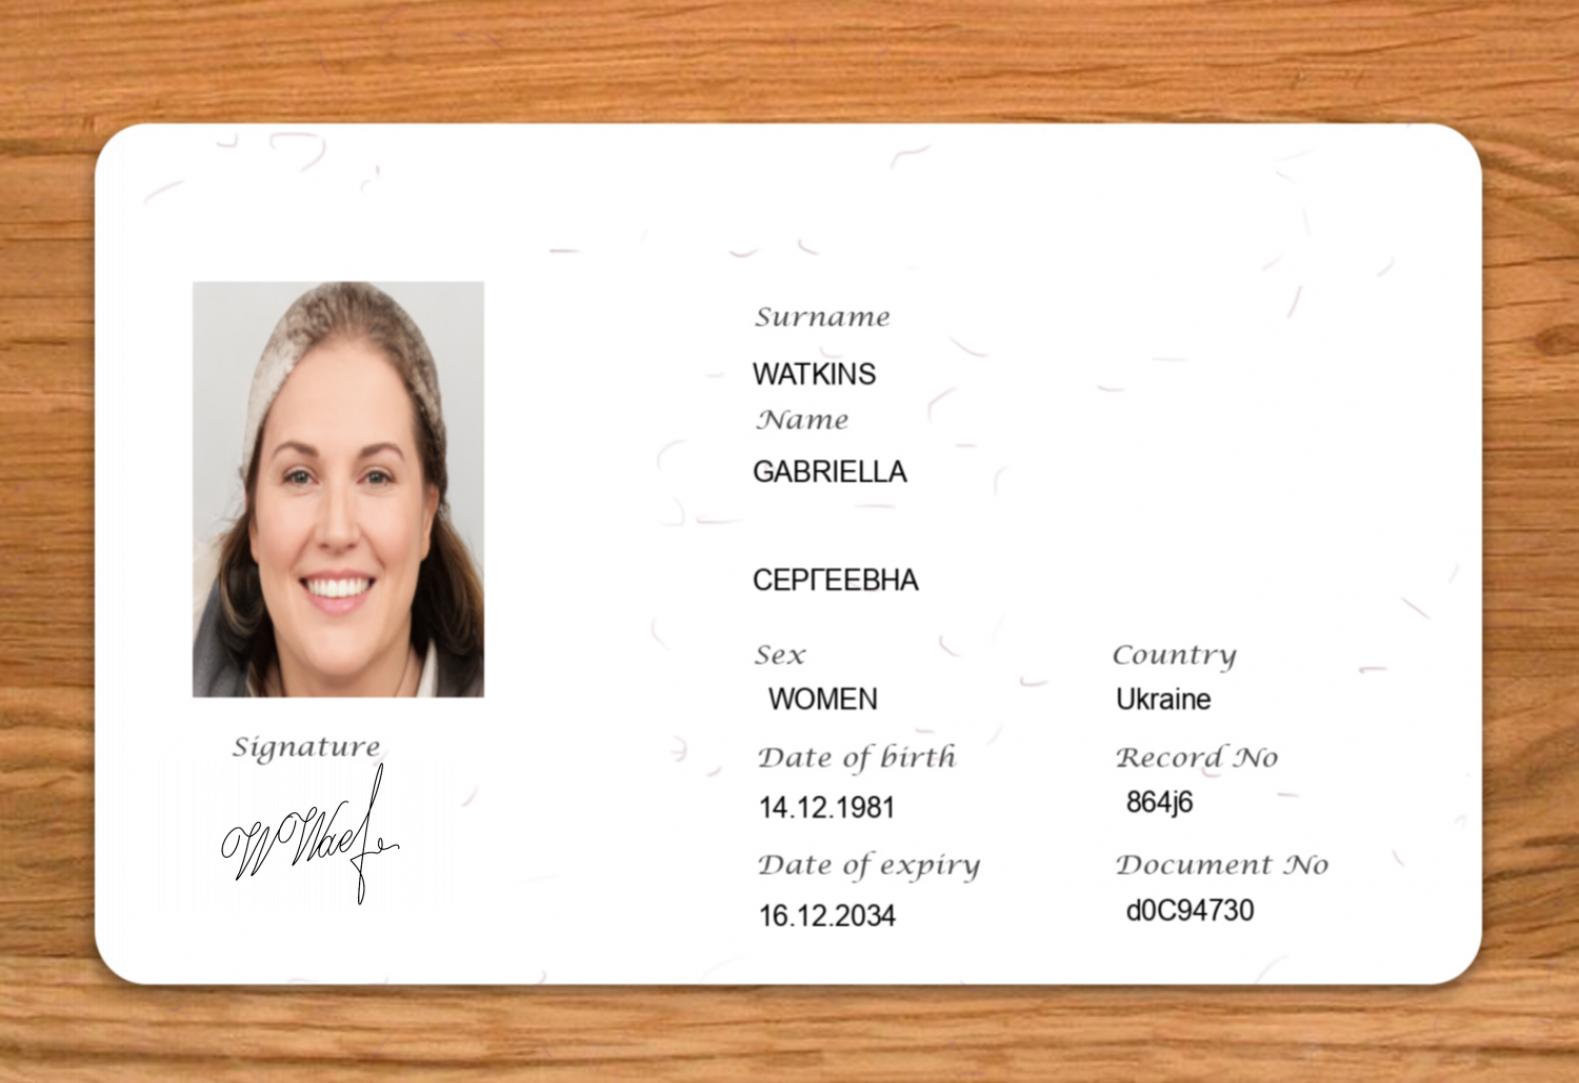 Surname
WATKINS
Name
GABRIELLA
СЕРГЕЕВНА
Sex
Country
WOMEN
Ukraine
Date of birth
Record No
14.12.1981
864j6
Date of expiry
Document No
16.12.2034
d0C94730
Signature